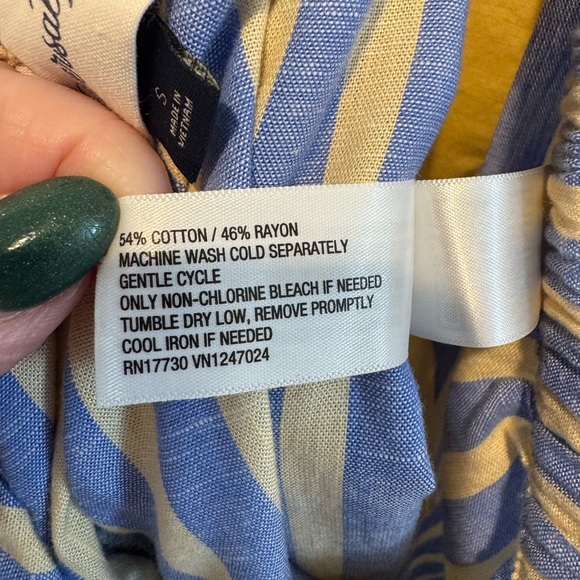 S
MADE IN
VIETNAM
54% COTTON / 46% RAYON
MACHINE WASH COLD SEPARATELY
GENTLE CYCLE
ONLY NON-CHLORINE BLEACH IF NEEDED
TUMBLE DRY LOW, REMOVE PROMPTLY
COOL IRON IF NEEDED
RN17730 VN1247024